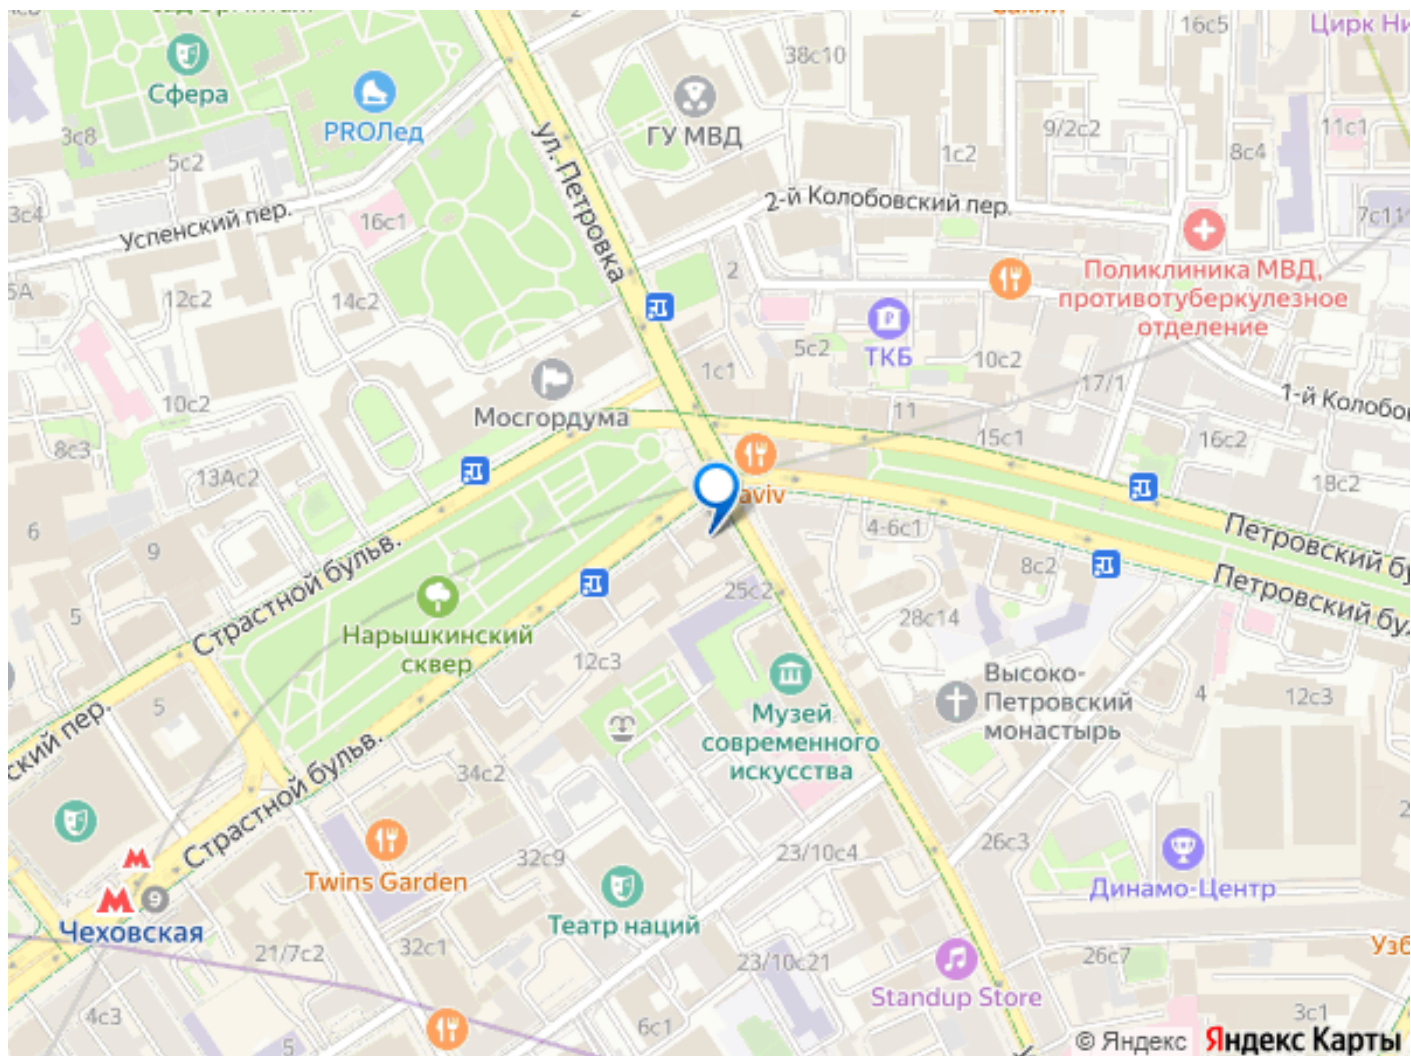 16с5
Цирк Ни
38с10
Сфера
PROЛед
ГУ МВД
3с8
5с2
9/2с2
11с1
1с2
8с4
ул. Петровка
2-й Колобовский пер.
3с4
16с1
7с11
Успенский пер.
Поликлиника МВД,
противотуберкулезное
отделение
2
5А
12с2
14с2
ТКБ
5с2
10с2
1с1
17/1
1-й Колобов
Мосгордума
10с2
11
15с1
16с2
8с3
13Ас2
aviv
18с2
6
9
4-6с1
Петровский бу
Страстной бульв.
8с2
Петровский бул
25с2
5
28с14
Нарышкинский
сквер
12с3
Высоко-
Петровский
монастырь
4
12с3
5
ский пер.
Музей
современного
искусства
34с2
Страстной бульв.
26с3
23/10с4
32с9
Twins Garden
Динамо-Центр
9
Театр наций
Чеховская
21/7с2
32с1
Узб
23/10с21
26с7
Standup Store
4с3
6с1
3с1
5
© Яндекс
Яндекс Карты